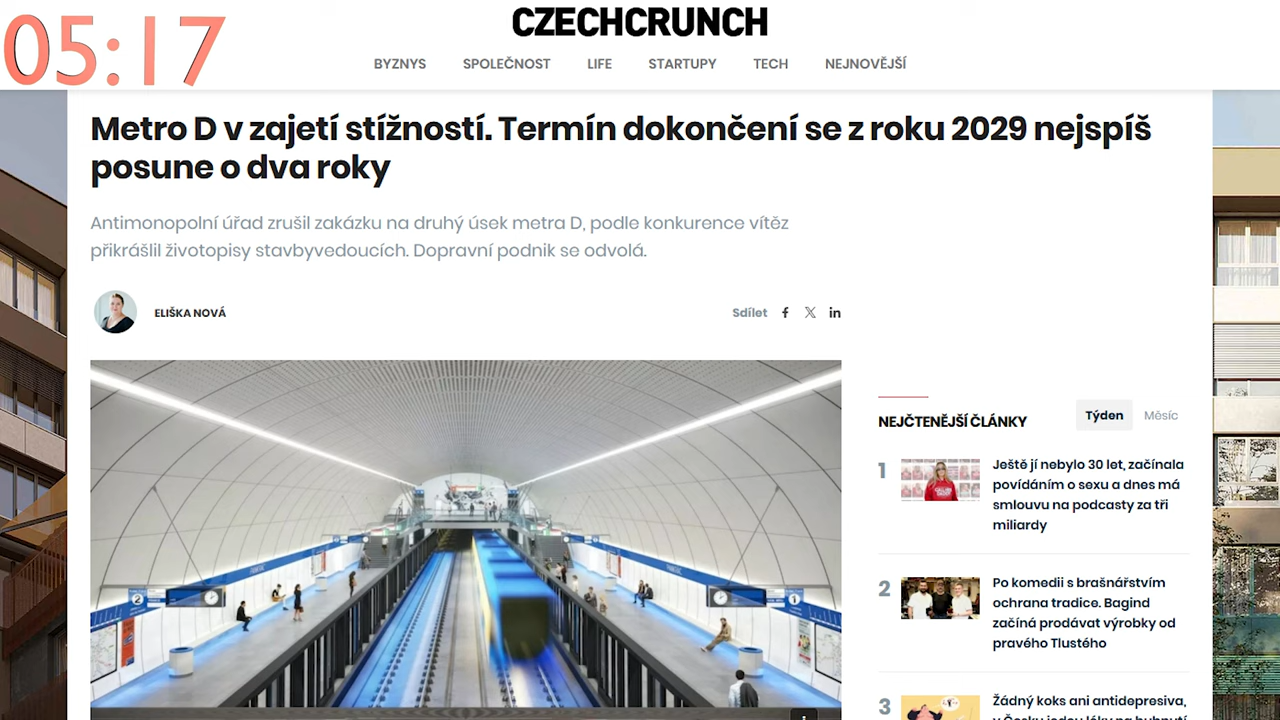 05:17
CZECHCRUNCH
BYZNYS SPOLEČNOST LIFE STARTUPY TECH NEJNOVĚJŠÍ
Metro D v zajetí stížností. Termín dokončení se z roku 2029 nejspíš
posune o dva roky
Antimonopolní úřad zrušil zakázku na druhý úsek metra D, podle konkurence vítěz
přikrášlil životopisy stavbyvedoucích. Dopravní podnik se odvolá.
ELIŠKA NOVÁ
Sdílet
NEJČTENĚJŠÍ ČLÁNKY
Týden Měsíc
1
Ještě jí nebylo 30 let, začínala
povídáním o sexu a dnes má
smlouvu na podcasty za tři
miliardy
2
Po komedii s brašnářstvím
ochrana tradice. Bagind
začíná prodávat výrobky od
pravého Tlustého
3
Žádný koks ani antidepresiva,